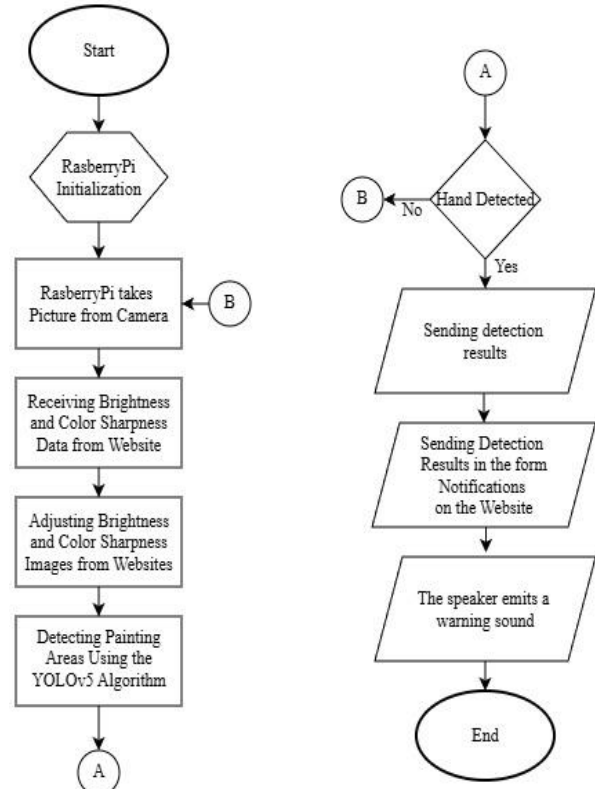 Start
RasberryPi
Initialization
RasberryPi takes
Picture from Camera
B
Receiving Brightness
and Color Sharpness
Data from Website
Adjusting Brightness
and Color Sharpness
Images from Websites
Detecting Painting
Areas Using the
YOLOv5 Algorithm
A
A
Hand Detected
B
No
Yes
Sending detection
results
Sending Detection
Results in the form
Notifications
on the Website
The speaker emits a
warning sound
End